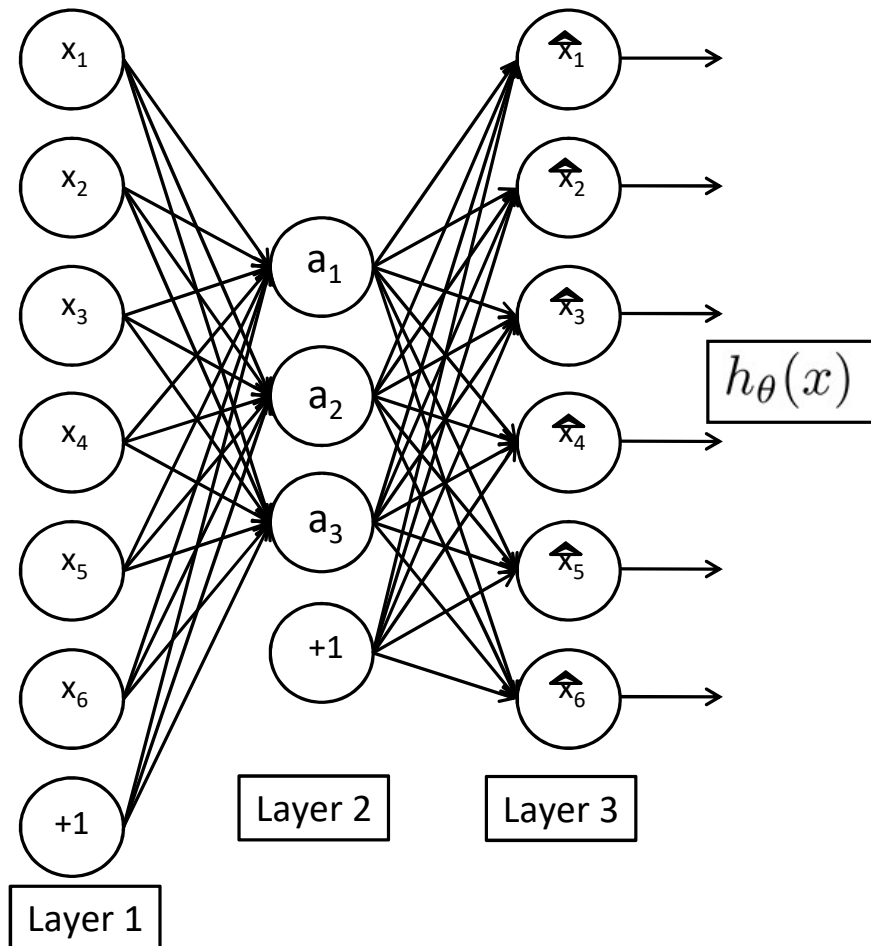 x₁
x₂
x₃
x₄
x₅
x₆
+1
Layer 1
a₁
a₂
a₃
+1
Layer 2
x̂₁
x̂₂
x̂₃
x̂₄
x̂₅
x̂₆
Layer 3
hθ(x)